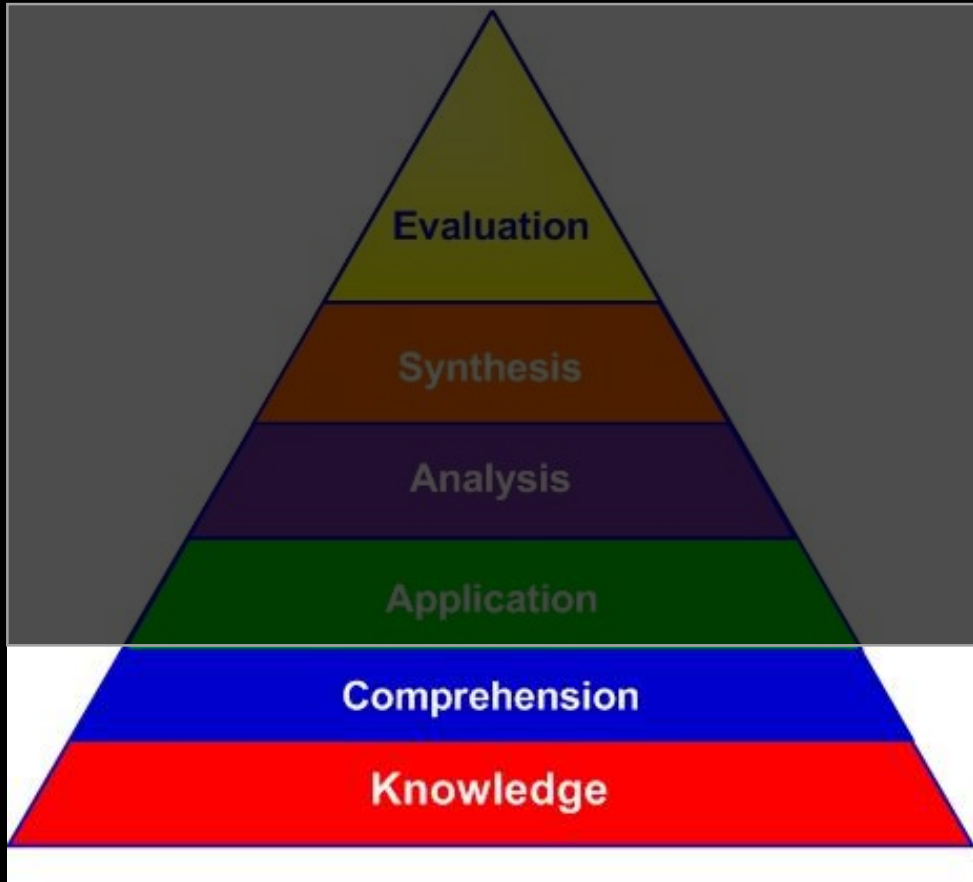 Evaluation
Synthesis
Analysis
Application
Comprehension
Knowledge